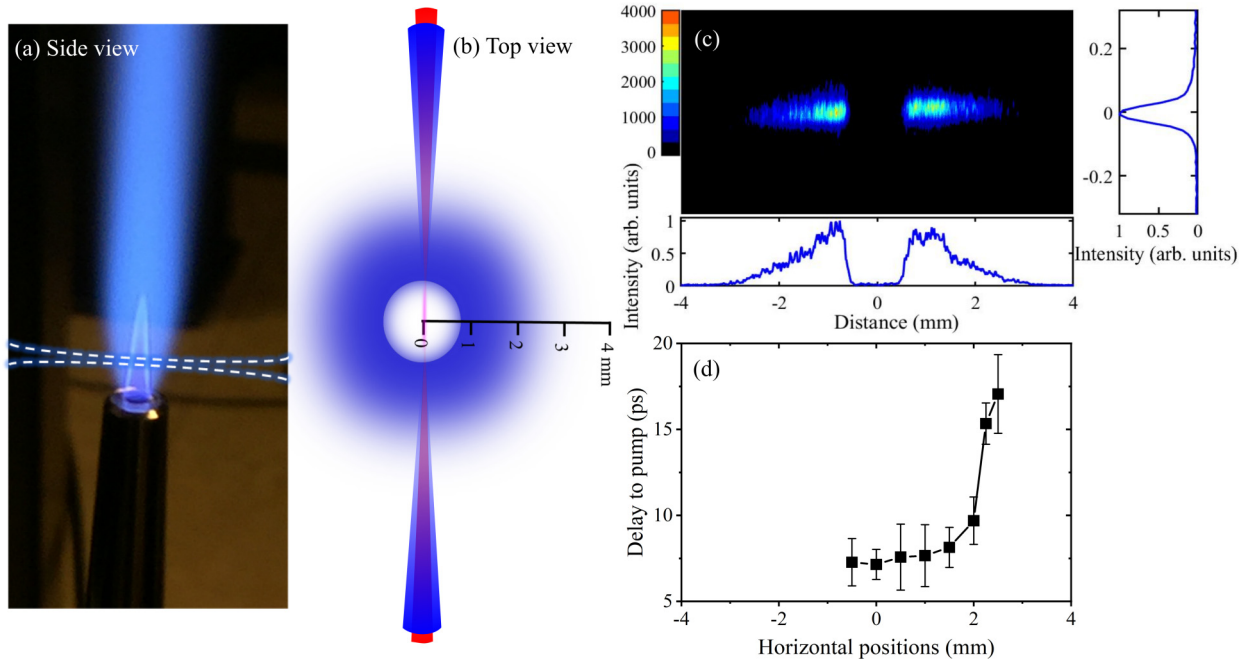 (a) Side view
(b) Top view
0
1
2
3
4 mm
(c)
4000
3000
2000
1000
0
0.2
0
-0.2
1 0.5 0
Intensity (arb. units)
Intensity (arb. units)
1
0.5
0
-4 -2 0 2 4
Distance (mm)
(d)
Delay to pump (ps)
20
15
10
5
-4 -2 0 2 4
Horizontal positions (mm)